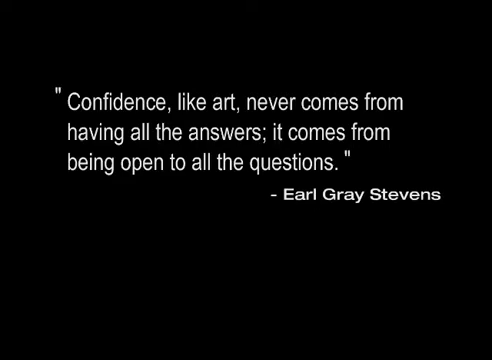 " Confidence, like art, never comes from
having all the answers; it comes from
being open to all the questions. "
- Earl Gray Stevens